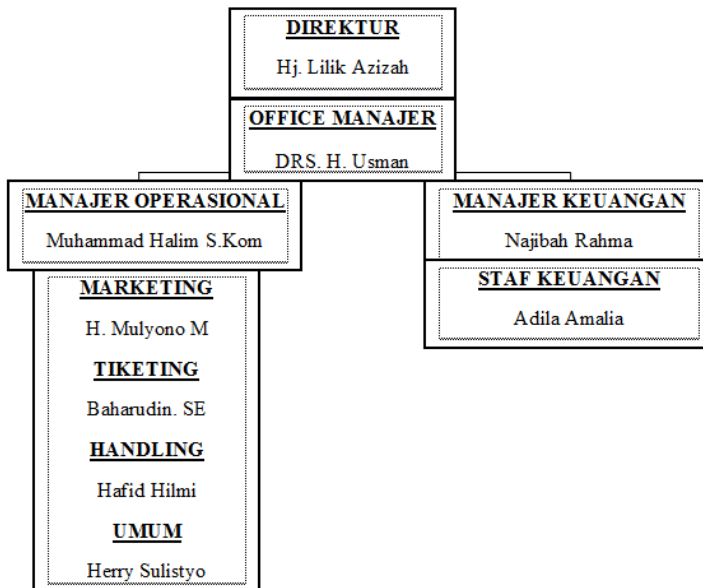 DIREKTUR
Hj. Lilik Azizah
OFFICE MANAJER
DRS. H. Usman
MANAJER OPERASIONAL
Muhammad Halim S.Kom
MARKETING
H. Mulyono M
TIKETING
Baharudin. SE
HANDLING
Hafid Hilmi
UMUM
Herry Sulistyo
MANAJER KEUANGAN
Najibah Rahma
STAF KEUANGAN
Adila Amalia